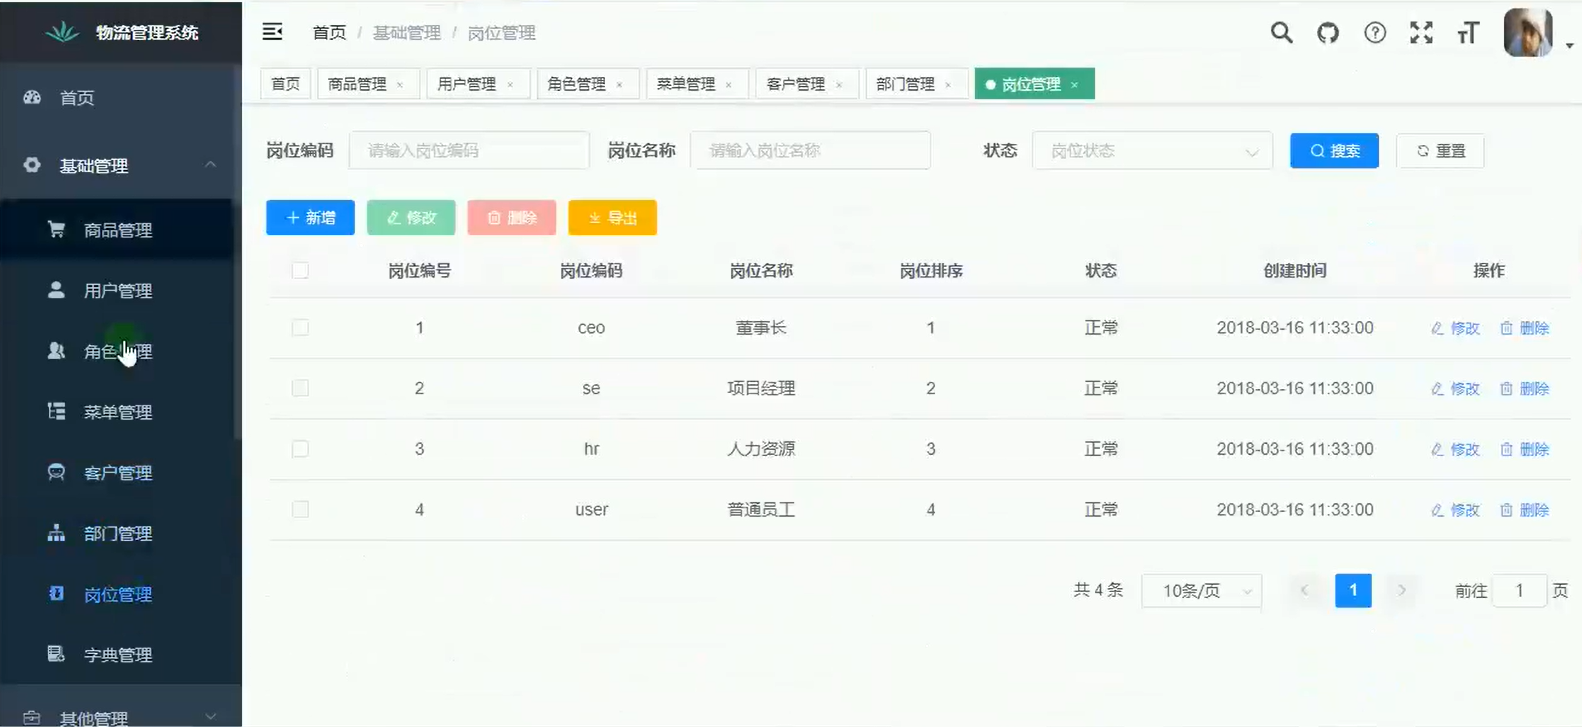 物流管理系统
首页 / 基础管理 / 岗位管理
首页
商品管理 ×
用户管理 ×
角色管理 ×
菜单管理 ×
客户管理 ×
部门管理 ×
岗位管理 ×
首页
基础管理
商品管理
用户管理
角色 理
菜单管理
客户管理
部门管理
岗位管理
字典管理
其他管理
岗位编码 请输入岗位编码 岗位名称 请输入岗位名称 状态 岗位状态 搜索 重置
新增 修改 删除 导出
岗位编号 岗位编码 岗位名称 岗位排序 状态 创建时间 操作
1 ceo 董事长 1 正常 2018-03-16 11:33:00 修改 删除
2 se 项目经理 2 正常 2018-03-16 11:33:00 修改 删除
3 hr 人力资源 3 正常 2018-03-16 11:33:00 修改 删除
4 user 普通员工 4 正常 2018-03-16 11:33:00 修改 删除
共 4 条 10条/页 < 1 > 前往 1 页